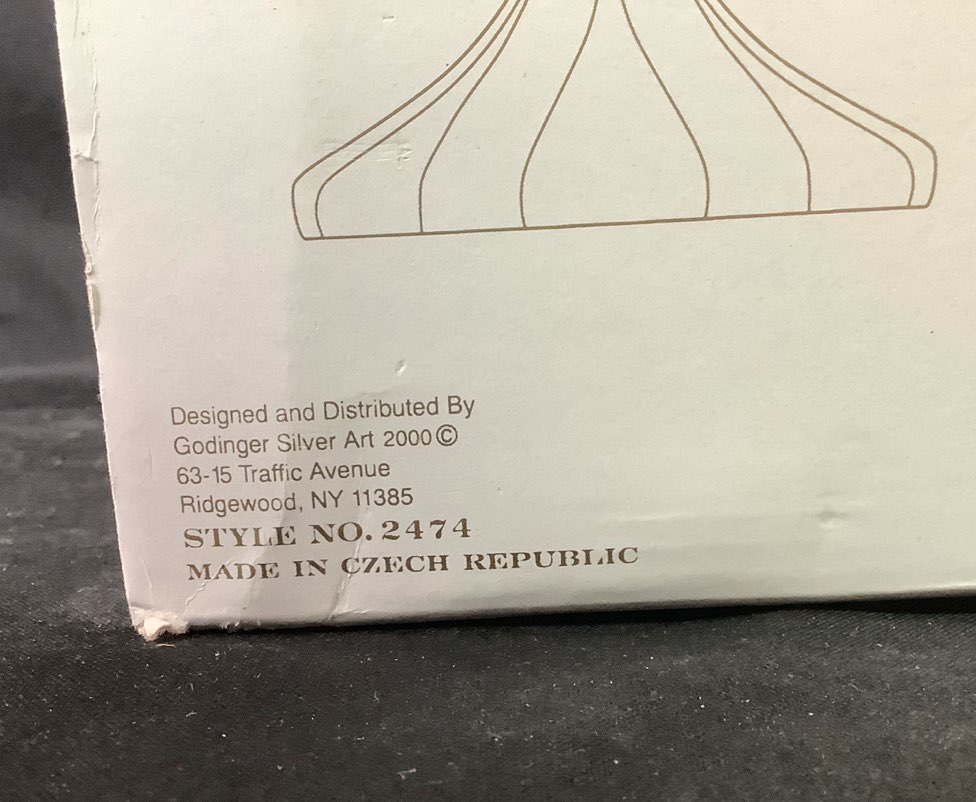 Designed and Distributed By
Godinger Silver Art 2000©
63-15 Traffic Avenue
Ridgewood, NY 11385
STYLE NO. 2474
MADE IN CZECH REPUBLIC